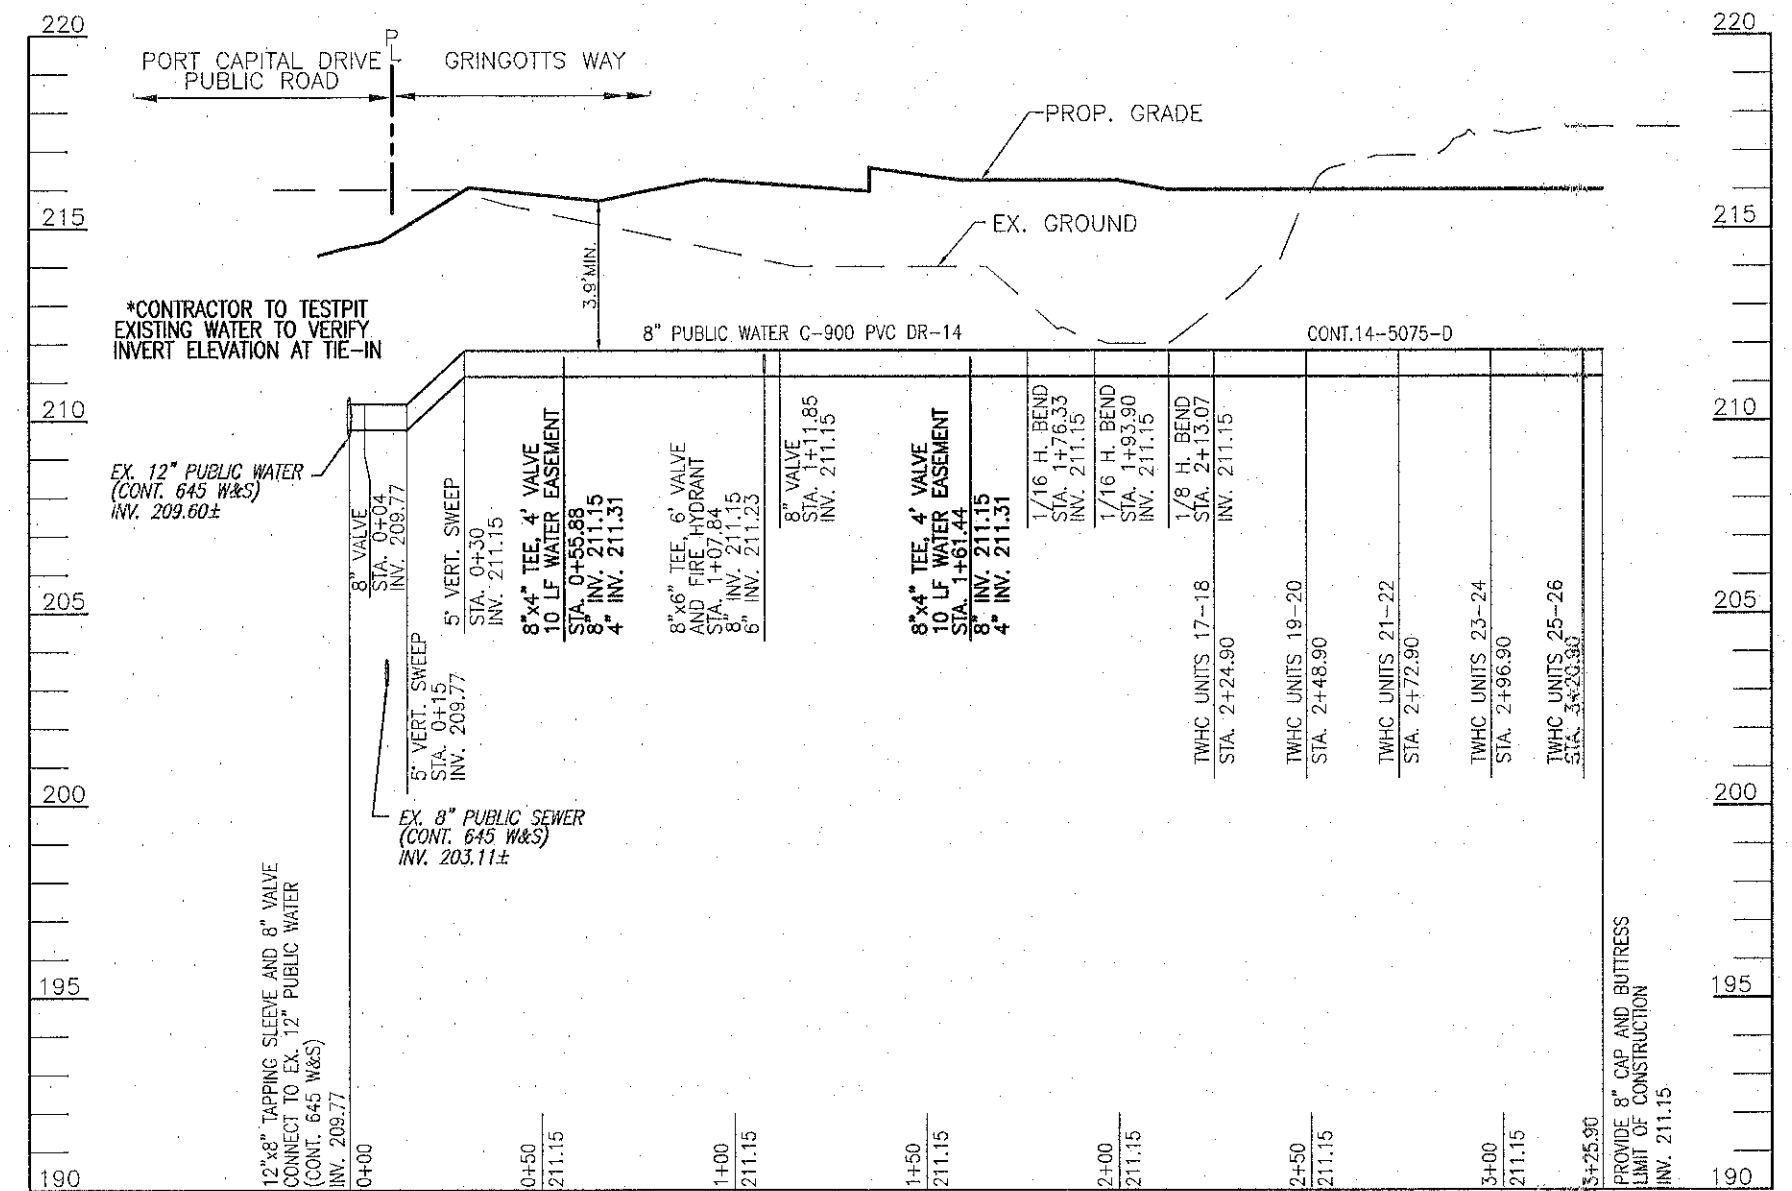 220
220
PORT CAPITAL DRIVE
PUBLIC ROAD
PL
GRINGOTTS WAY
PROP. GRADE
215
215
EX. GROUND
3.9'MIN.
*CONTRACTOR TO TESTPIT
EXISTING WATER TO VERIFY
INVERT ELEVATION AT TIE-IN
8" PUBLIC WATER C-900 PVC DR-14
CONT.14-5075-D
210
210
EX. 12" PUBLIC WATER
(CONT. 645 W&S)
INV. 209.60±
8" VALVE
STA. 0+04
INV. 209.77
5° VERT. SWEEP
STA. 0+15
INV. 209.77
5° VERT. SWEEP
STA. 0+30
INV. 211.15
8"x4" TEE, 4' VALVE
10 LF WATER EASEMENT
STA. 0+55.88
8" INV. 211.15
4" INV. 211.31
8"x6" TEE, 6' VALVE
AND FIRE HYDRANT
STA. 1+07.84
8" INV. 211.15
6" INV. 211.23
8" VALVE
STA. 1+11.85
INV. 211.15
8"x4" TEE, 4' VALVE
10 LF WATER EASEMENT
STA. 1+61.44
8" INV. 211.15
4" INV. 211.31
1/16 H. BEND
STA. 1+76.33
INV. 211.15
1/16 H. BEND
STA. 1+93.90
INV. 211.15
1/8 H. BEND
STA. 2+13.07
INV. 211.15
205
205
TWHC UNITS 17-18
STA. 2+24.90
TWHC UNITS 19-20
STA. 2+48.90
TWHC UNITS 21-22
STA. 2+72.90
TWHC UNITS 23-24
STA. 2+96.90
TWHC UNITS 25-26
STA. 3+20.90
200
200
EX. 8" PUBLIC SEWER
(CONT. 645 W&S)
INV. 203.11±
195
195
12"x8" TAPPING SLEEVE AND 8" VALVE
CONNECT TO EX. 12" PUBLIC WATER
(CONT. 645 W&S)
INV. 209.77
0+00
0+50
211.15
1+00
211.15
1+50
211.15
2+00
211.15
2+50
211.15
3+00
211.15
3+25.90
PROVIDE 8" CAP AND BUTTRESS
LIMIT OF CONSTRUCTION
INV. 211.15
190
190